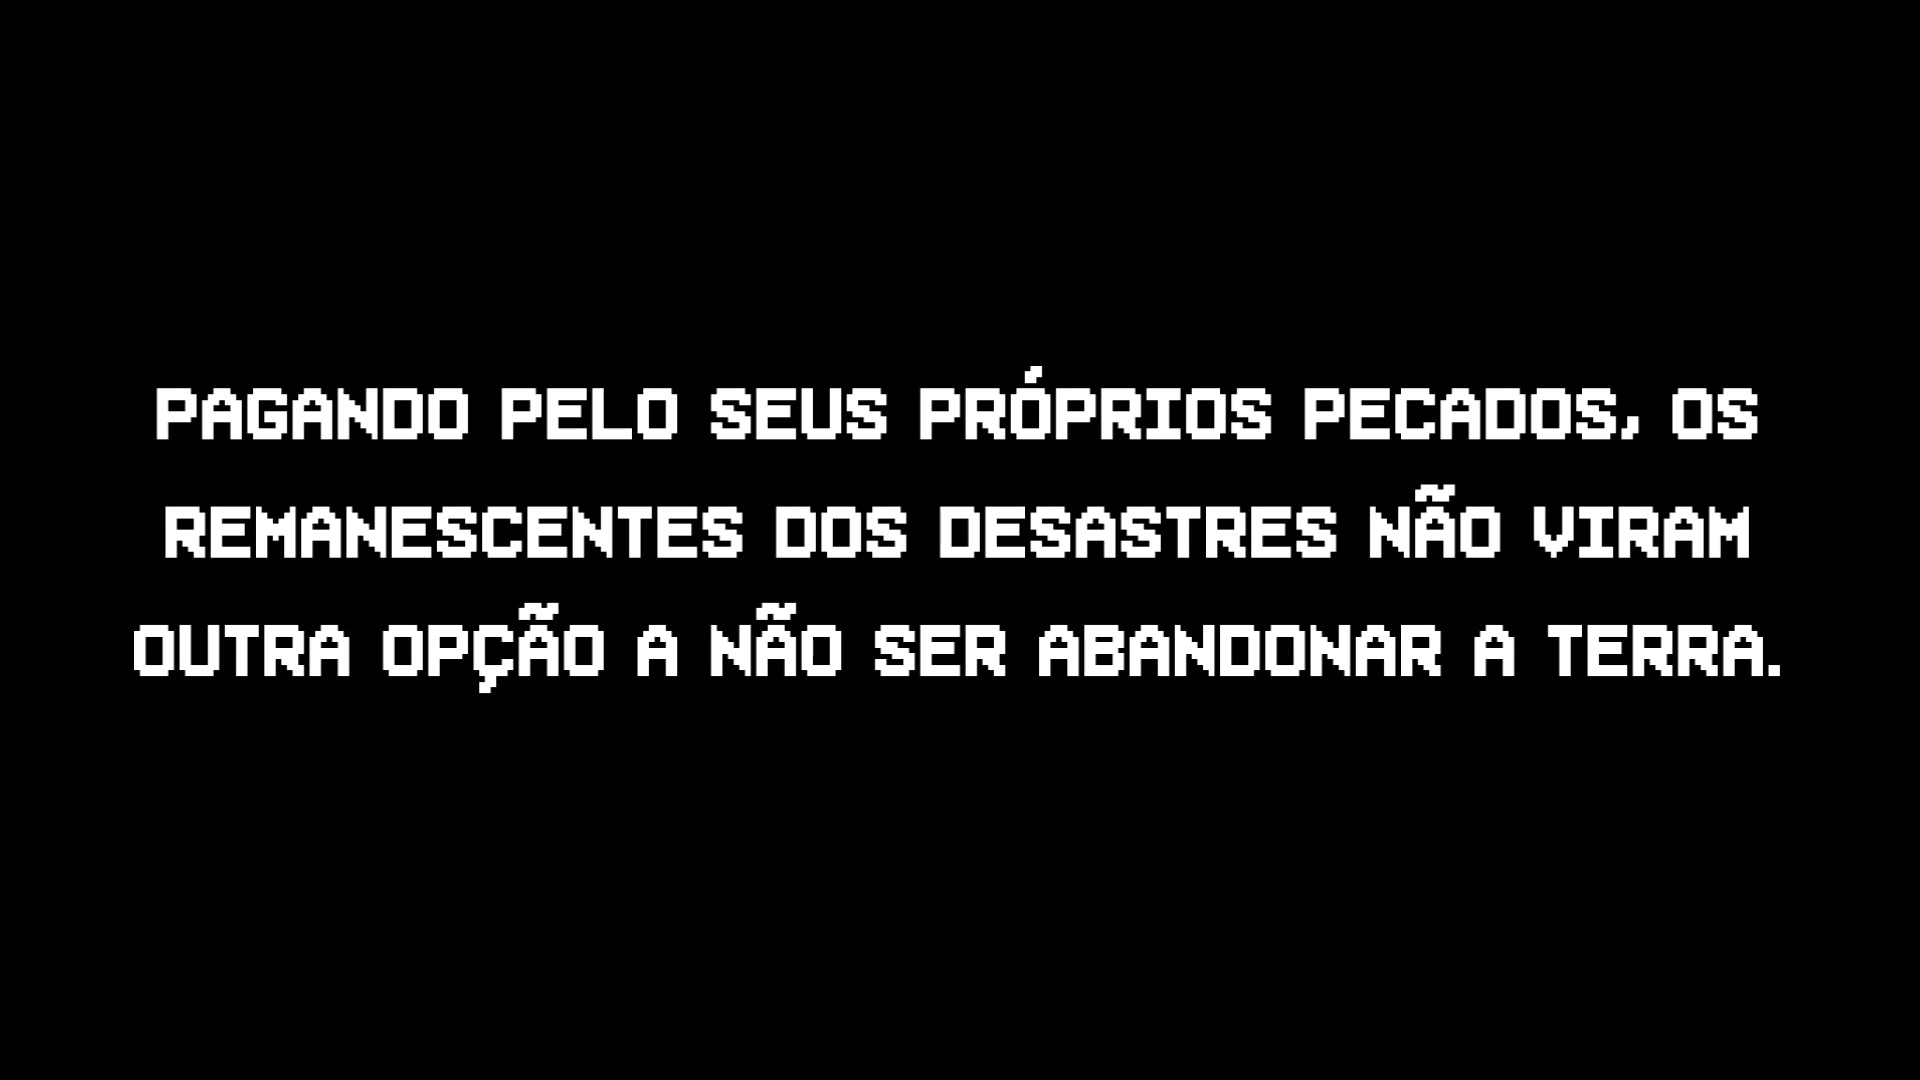 PAGANDO PELO SEUS PRÓPRIOS PECADOS, OS
REMANESCENTES DOS DESASTRES NÃO VIRAM
OUTRA OPÇÃO A NÃO SER ABANDONAR A TERRA.